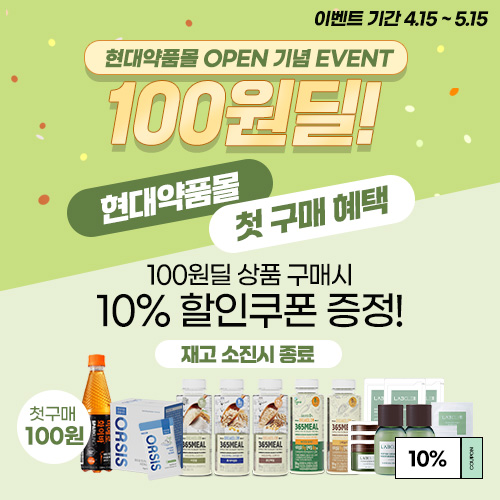 이벤트 기간 4.15 ~ 5.15
현대약품몰 OPEN 기념 EVENT
100원딜!
현대약품몰
첫 구매 혜택
100원딜 상품 구매시
10% 할인쿠폰 증정!
재고 소진시 종료
첫구매
100원
OASIS
OASIS
365MEAL
365MEAL
365MEAL
365MEAL
10%
COUPON